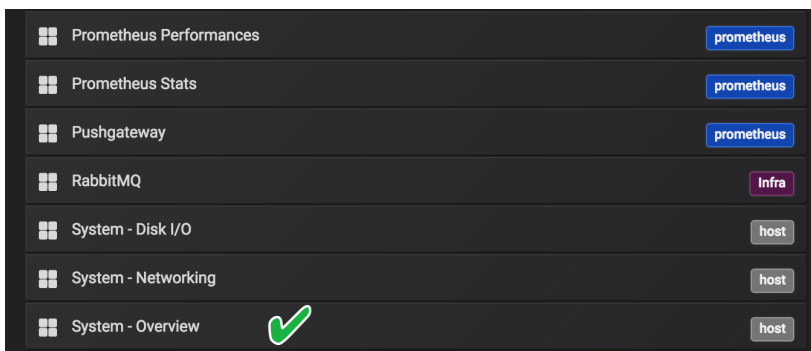 Prometheus Performances prometheus
Prometheus Stats prometheus
Pushgateway prometheus
RabbitMQ Infra
System - Disk I/O host
System - Networking host
System - Overview host